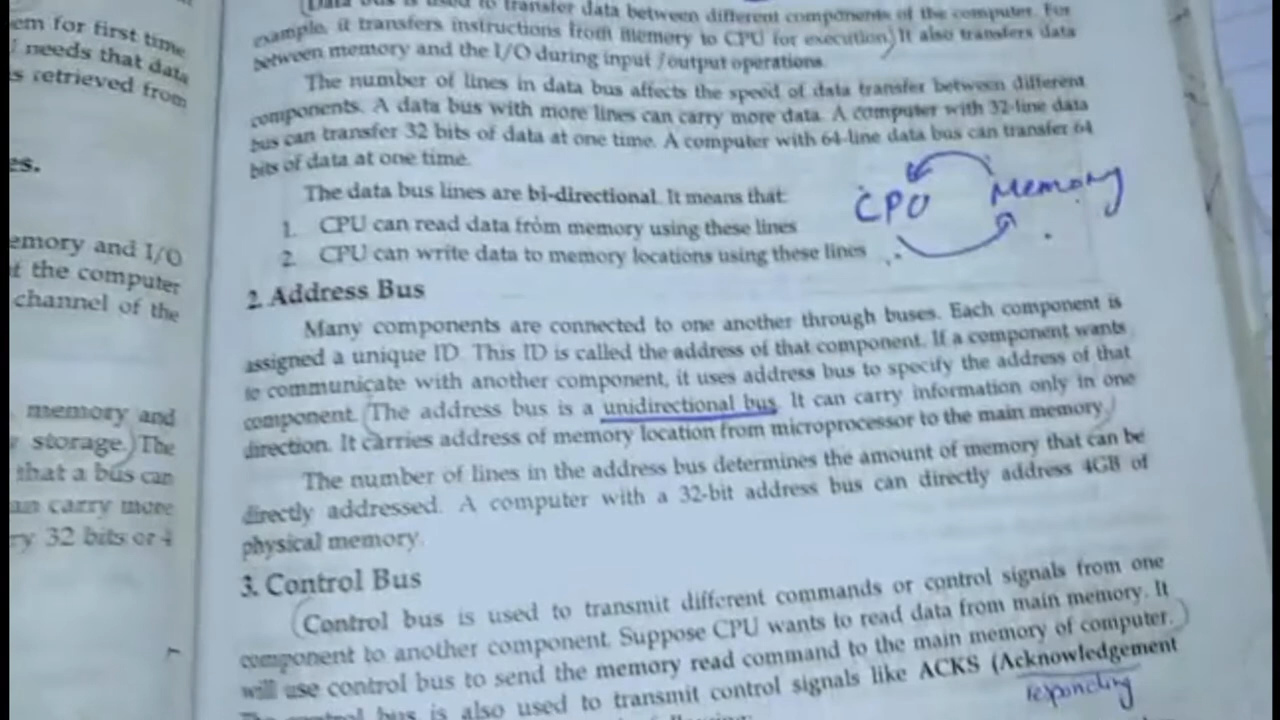 em for first time
needs that data
s retrieved from
es.
emory and I/O
t the computer
channel of the
memory and
storage. The
that a bus can
an carry more
ry 32 bits or 4
Data bus is used to transfer data between different components of the computer. For
example, it transfers instructions from memory to CPU for execution. It also transfers data
between memory and the I/O during input /output operations.
The number of lines in data bus affects the speed of data transfer between different
components. A data bus with more lines can carry more data. A computer with 32-line data
bus can transfer 32 bits of data at one time. A computer with 64-line data bus can transfer 64
bits of data at one time.
The data bus lines are bi-directional. It means that:
CPU Memory
1. CPU can read data from memory using these lines
2. CPU can write data to memory locations using these lines
2. Address Bus
Many components are connected to one another through buses. Each component is
assigned a unique ID. This ID is called the address of that component. If a component wants
to communicate with another component, it uses address bus to specify the address of that
component. (The address bus is a unidirectional bus. It can carry information only in one
direction. It carries address of memory location from microprocessor to the main memory.)
The number of lines in the address bus determines the amount of memory that can be
directly addressed. A computer with a 32-bit address bus can directly address 4GB of
physical memory.
3. Control Bus
(Control bus is used to transmit different commands or control signals from one
component to another component. Suppose CPU wants to read data from main memory. It
will use control bus to send the memory read command to the main memory of computer.)
The control bus is also used to transmit control signals like ACKS (Acknowledgement
responding